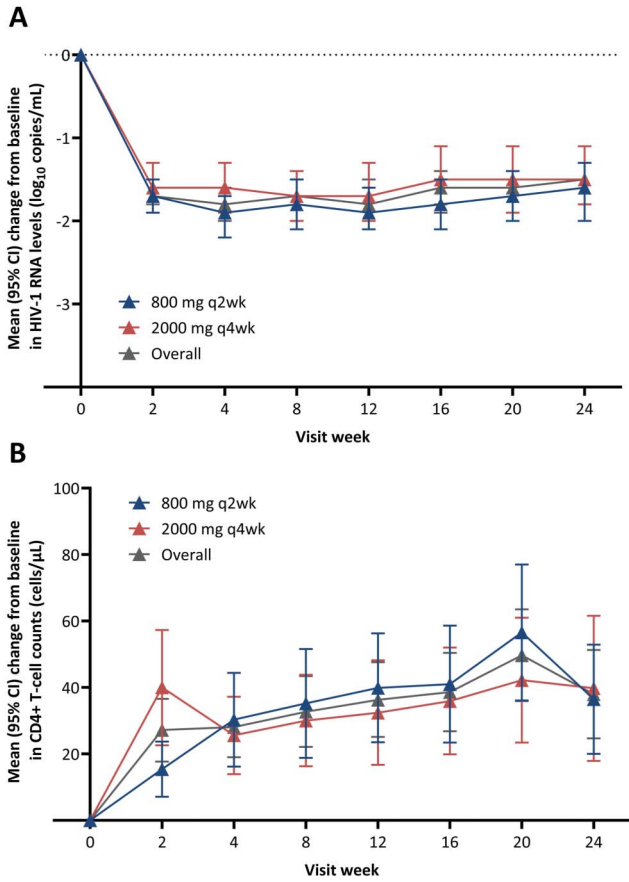 A
Mean (95% CI) change from baseline
in HIV-1 RNA levels (log₁₀ copies/mL)
0
-1
-2
-3
800 mg q2wk
2000 mg q4wk
Overall
0 2 4 8 12 16 20 24
Visit week
B
Mean (95% CI) change from baseline
in CD4+ T-cell counts (cells/µL)
100
80
60
40
20
800 mg q2wk
2000 mg q4wk
Overall
0 2 4 8 12 16 20 24
Visit week